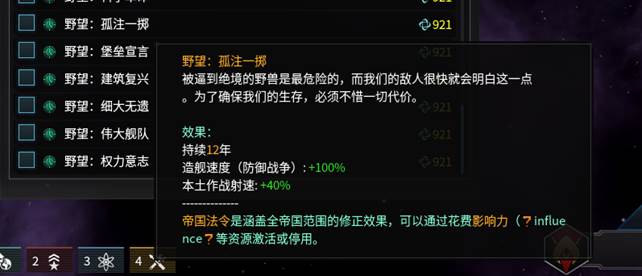 921
野望：孤注一掷 921
野望：堡垒宣言 921
野望：建筑复兴
野望：细大无遗
野望：伟大舰队
野望：权力意志
野望：孤注一掷
被逼到绝境的野兽是最危险的，而我们的敌人很快就会明白这一点
。为了确保我们的生存，必须不惜一切代价。
效果：
持续12年
造舰速度（防御战争）: +100%
本土作战射速: +40%
--------------
帝国法令是涵盖全帝国范围的修正效果，可以通过花费影响力（?influe
nce?等资源激活或停用。
2 3 4